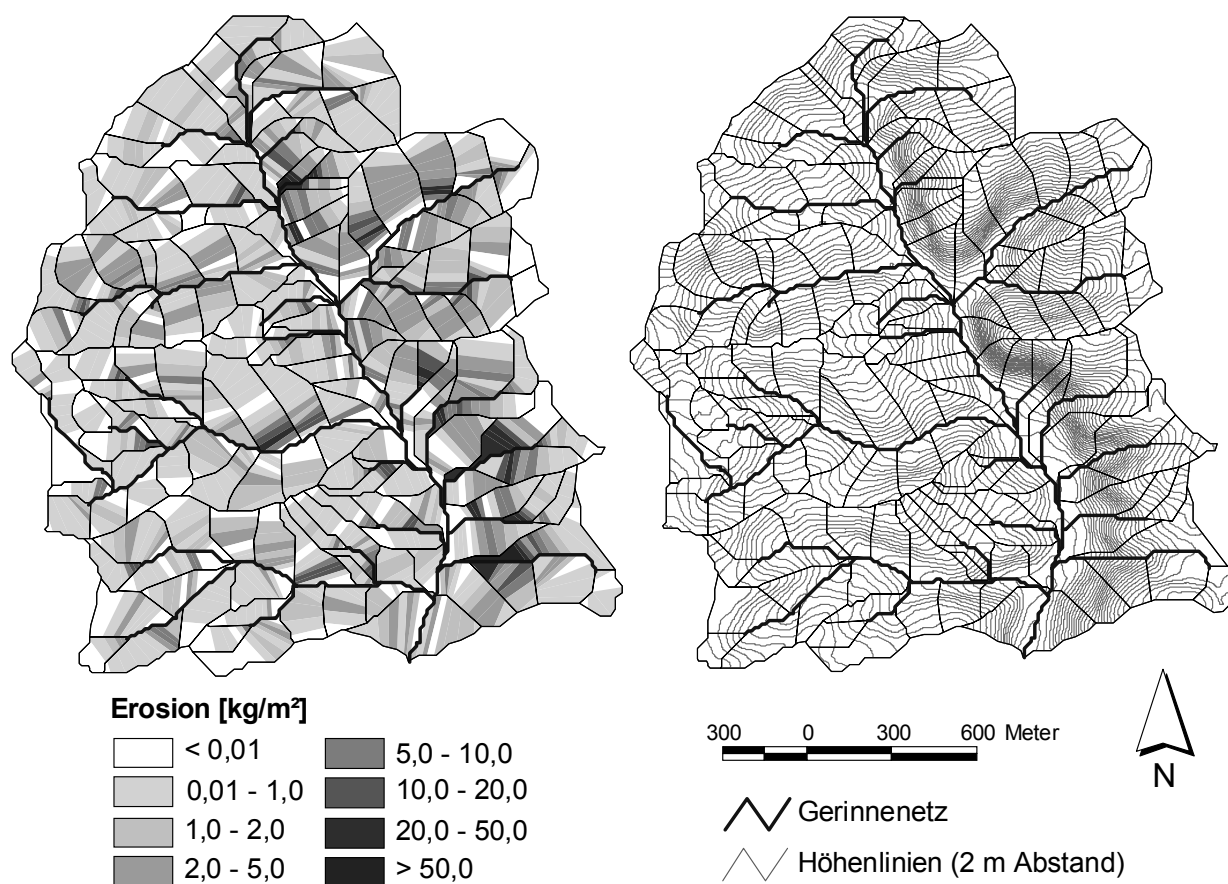 Erosion [kg/m²]
< 0,01
0,01 - 1,0
1,0 - 2,0
2,0 - 5,0
5,0 - 10,0
10,0 - 20,0
20,0 - 50,0
> 50,0
300 0 300 600 Meter
N
Gerinnenetz
Höhenlinien (2 m Abstand)